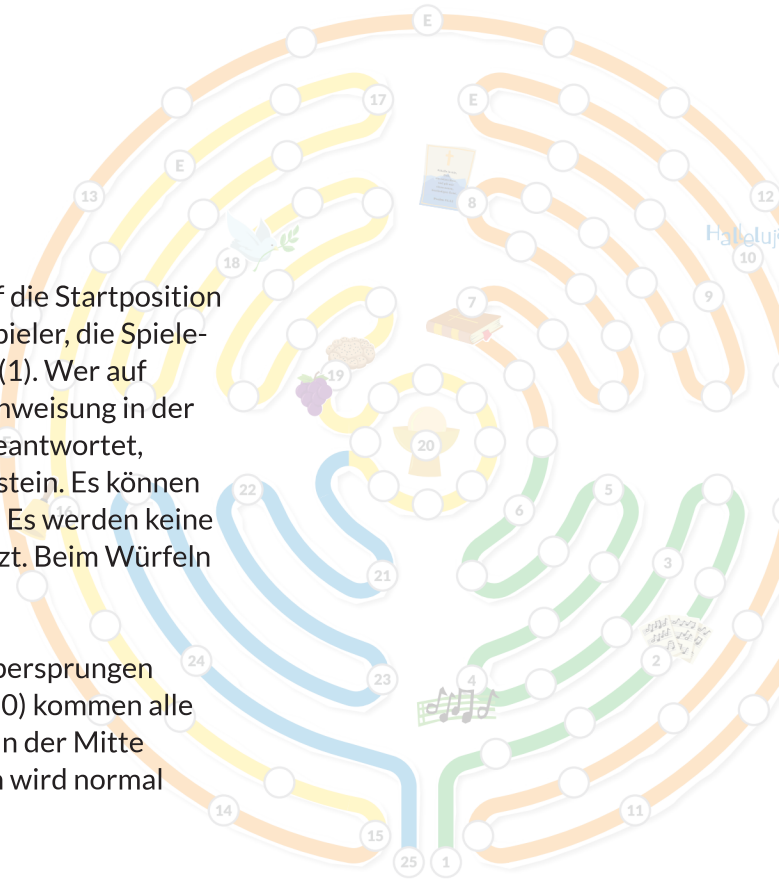 E
17
E
E
13
12
8
Halleluj
10
18
9
f die Startposition
7
pieler, die Spiele-
(1). Wer auf
19
nweisung in der
eantwortet,
20
stein. Es können
22
5
Es werden keine
16
6
zt. Beim Würfeln
3
21
bersprungen
24
2
23
4
0) kommen alle
n der Mitte
n wird normal
14
11
15
25
1